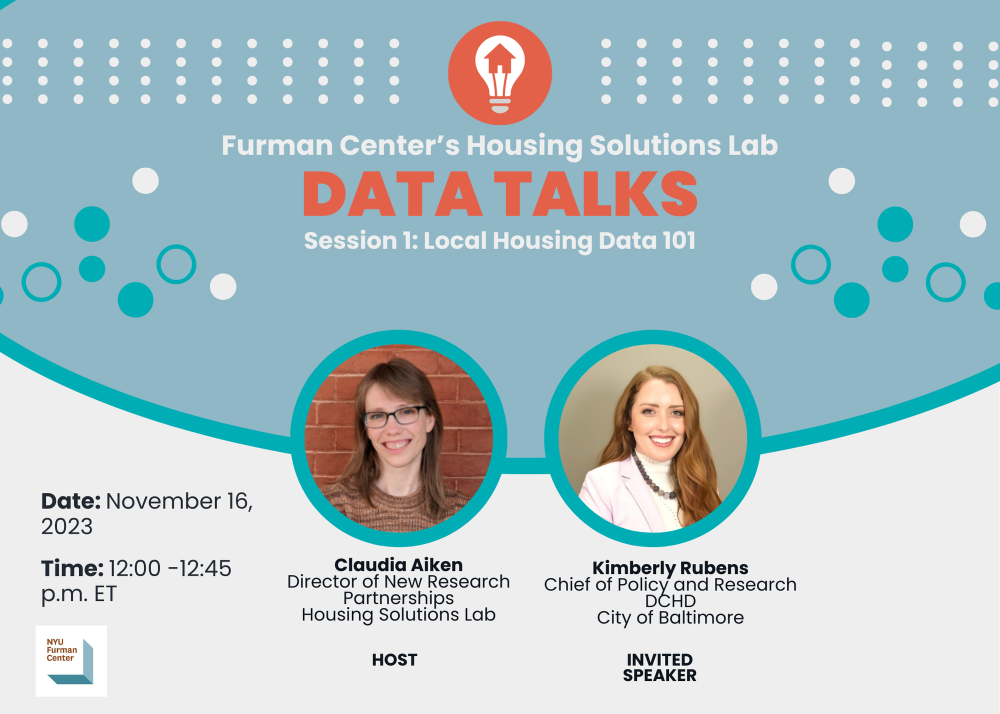 Furman Center’s Housing Solutions Lab
DATA TALKS
Session 1: Local Housing Data 101
Date: November 16,
2023
Time: 12:00 -12:45
p.m. ET
Claudia Aiken
Director of New Research
Partnerships
Housing Solutions Lab
HOST
Kimberly Rubens
Chief of Policy and Research
DCHD
City of Baltimore
INVITED
SPEAKER
NYU
Furman
Center